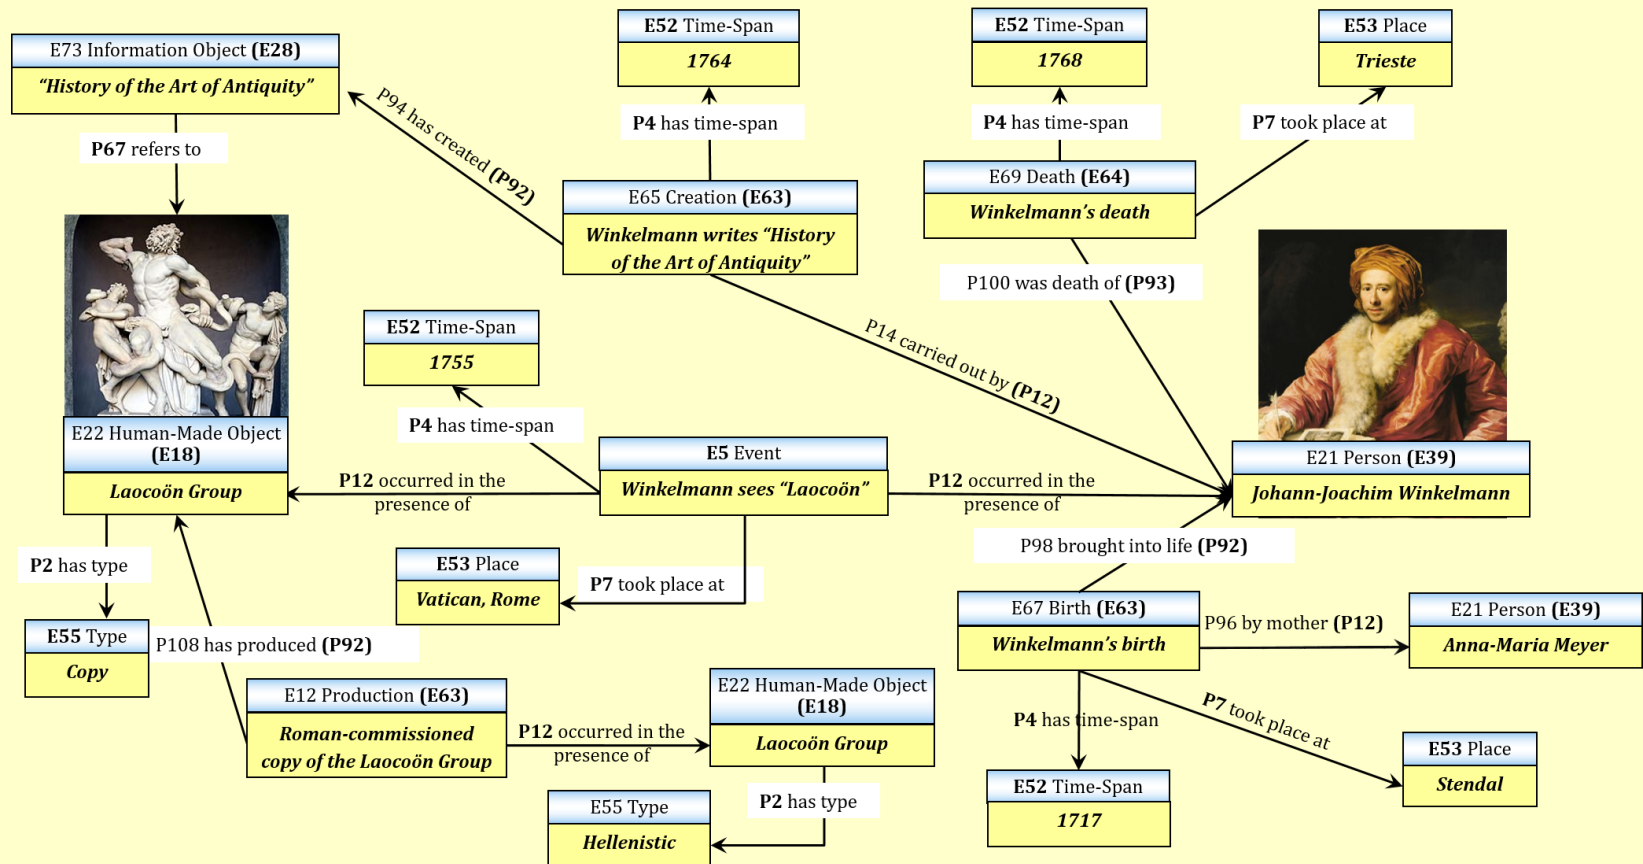 E73 Information Object (E28)
“History of the Art of Antiquity”
P67 refers to
P94 has created (P92)
E52 Time-Span
1764
P4 has time-span
E65 Creation (E63)
Winkelmann writes “History
of the Art of Antiquity”
E52 Time-Span
1768
P4 has time-span
E53 Place
Trieste
P7 took place at
E69 Death (E64)
Winkelmann’s death
P100 was death of (P93)
P14 carried out by (P12)
E52 Time-Span
1755
P4 has time-span
E22 Human-Made Object
(E18)
Laocoön Group
P12 occurred in the
presence of
E5 Event
Winkelmann sees “Laocoön”
P12 occurred in the
presence of
E21 Person (E39)
Johann-Joachim Winkelmann
P2 has type
E55 Type
Copy
E53 Place
Vatican, Rome
P7 took place at
P98 brought into life (P92)
E67 Birth (E63)
Winkelmann’s birth
P96 by mother (P12)
E21 Person (E39)
Anna-Maria Meyer
P108 has produced (P92)
E12 Production (E63)
Roman-commissioned
copy of the Laocoön Group
P12 occurred in the
presence of
E22 Human-Made Object
(E18)
Laocoön Group
P2 has type
E55 Type
Hellenistic
P4 has time-span
E52 Time-Span
1717
P7 took place at
E53 Place
Stendal